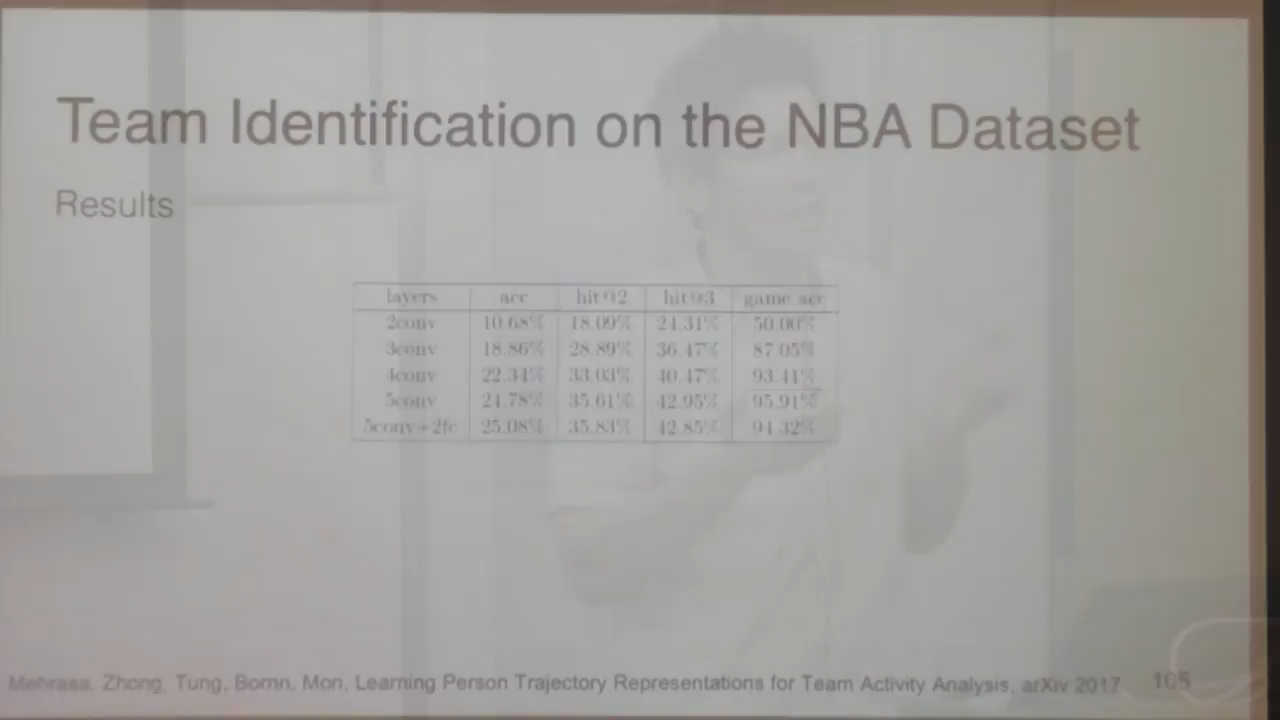 Team Identification on the NBA Dataset
Results
layers acc hit@2 hit@3 game acc
2conv 10.68% 18.09% 24.31% 50.00%
3conv 18.86% 28.89% 36.47% 87.05%
4conv 22.34% 33.03% 40.47% 93.41%
5conv 24.78% 35.61% 42.95% 95.91%
5conv+2fc 25.08% 35.83% 42.85% 94.32%
Mehrasa, Zhong, Tung, Bornn, Mori, Learning Person Trajectory Representations for Team Activity Analysis, arXiv 2017 105